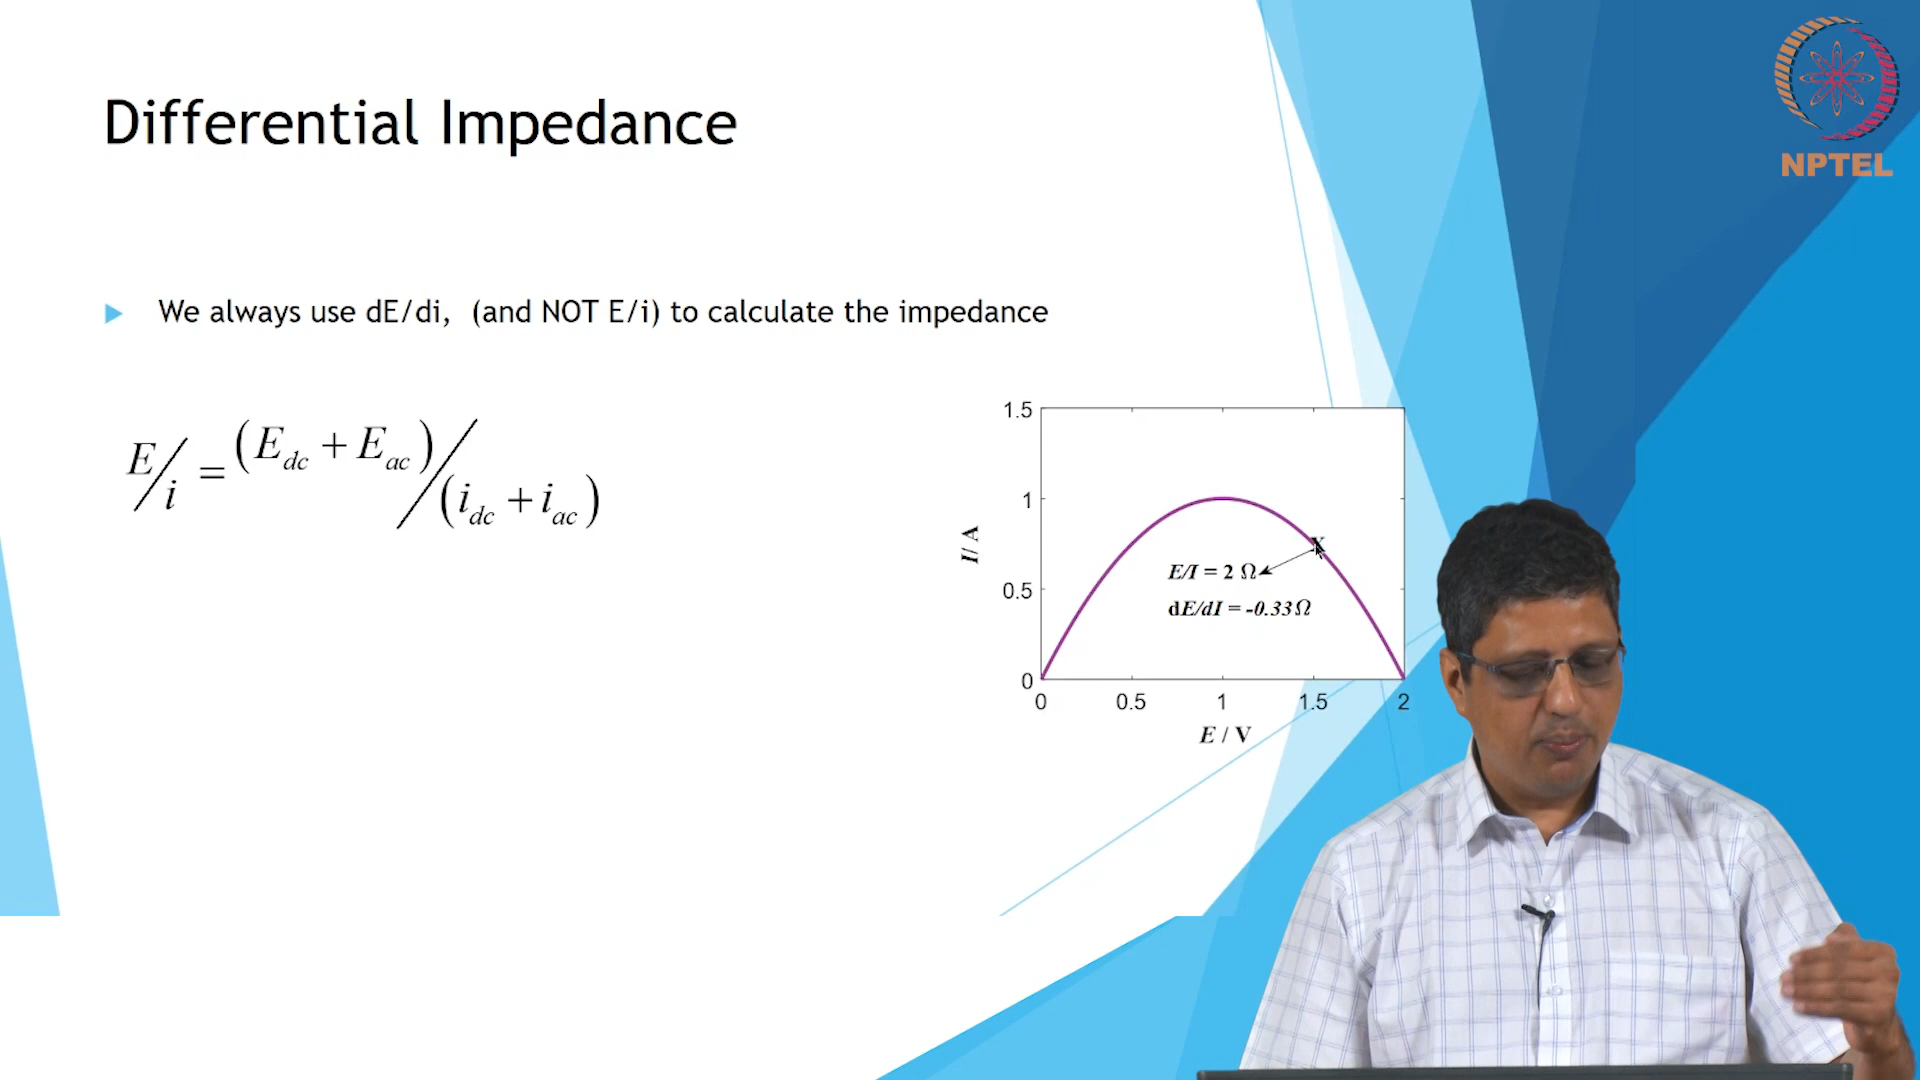 NPTEL
Differential Impedance
We always use dE/di, (and NOT E/i) to calculate the impedance
E/i = (E_dc + E_ac)/(i_dc + i_ac)
1.5
1
0.5
0
I/ A
X
E/I = 2 Ω
dE/dI = -0.33 Ω
0 0.5 1 1.5 2
E / V